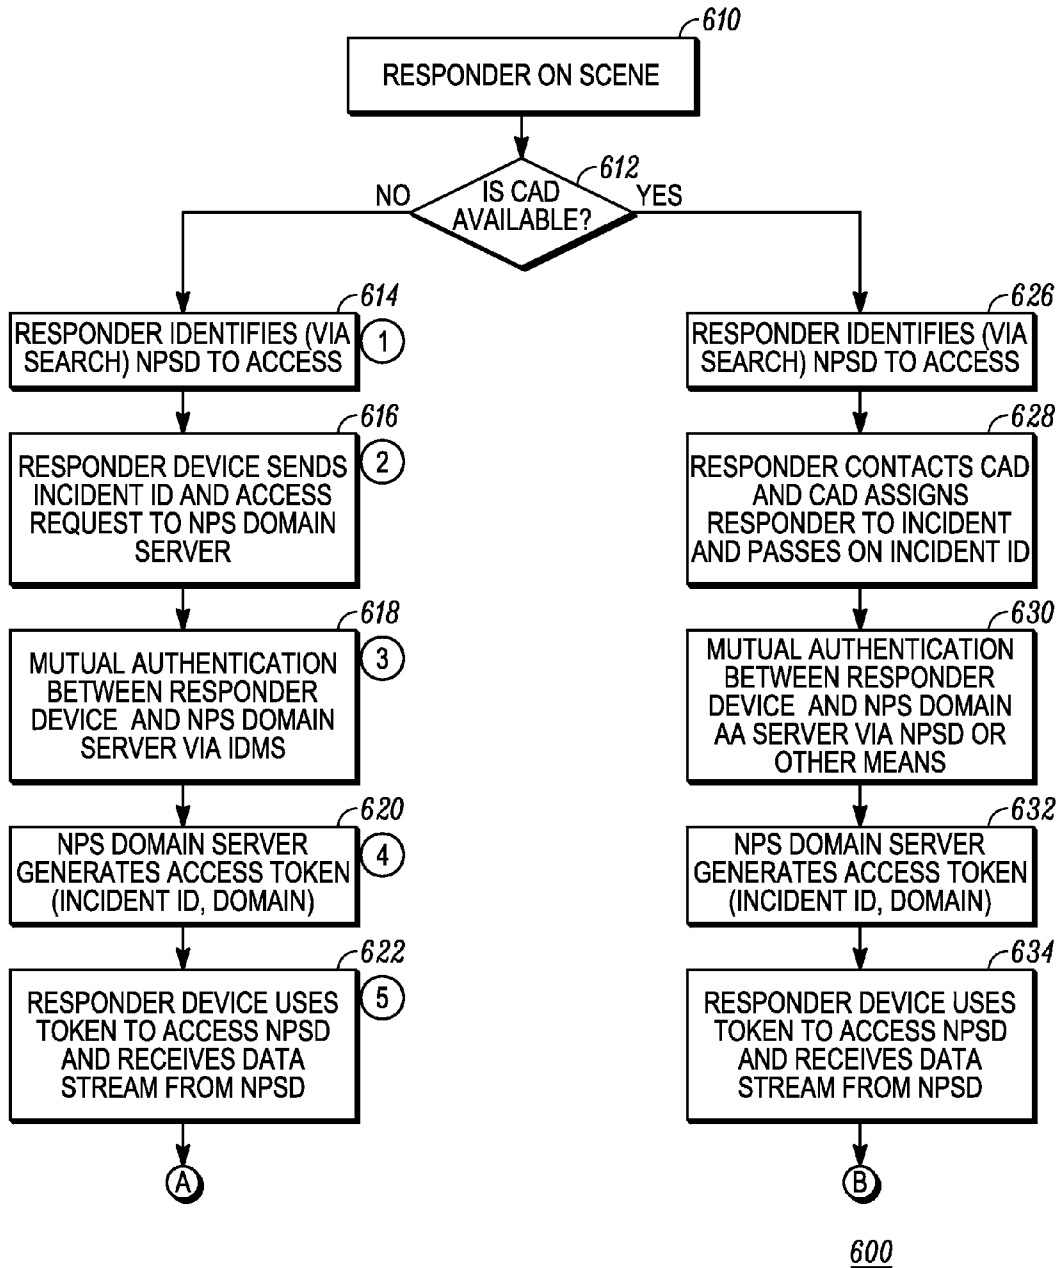 610
RESPONDER ON SCENE
612
IS CAD
AVAILABLE?
NO
YES
614
RESPONDER IDENTIFIES (VIA
SEARCH) NPSD TO ACCESS
1
616
RESPONDER DEVICE SENDS
INCIDENT ID AND ACCESS
REQUEST TO NPS DOMAIN
SERVER
2
618
MUTUAL AUTHENTICATION
BETWEEN RESPONDER
DEVICE AND NPS DOMAIN
SERVER VIA IDMS
3
620
NPS DOMAIN SERVER
GENERATES ACCESS TOKEN
(INCIDENT ID, DOMAIN)
4
622
RESPONDER DEVICE USES
TOKEN TO ACCESS NPSD
AND RECEIVES DATA
STREAM FROM NPSD
5
A
626
RESPONDER IDENTIFIES (VIA
SEARCH) NPSD TO ACCESS
628
RESPONDER CONTACTS CAD
AND CAD ASSIGNS
RESPONDER TO INCIDENT
AND PASSES ON INCIDENT ID
630
MUTUAL AUTHENTICATION
BETWEEN RESPONDER
DEVICE AND NPS DOMAIN
AA SERVER VIA NPSD OR
OTHER MEANS
632
NPS DOMAIN SERVER
GENERATES ACCESS TOKEN
(INCIDENT ID, DOMAIN)
634
RESPONDER DEVICE USES
TOKEN TO ACCESS NPSD
AND RECEIVES DATA
STREAM FROM NPSD
B
600